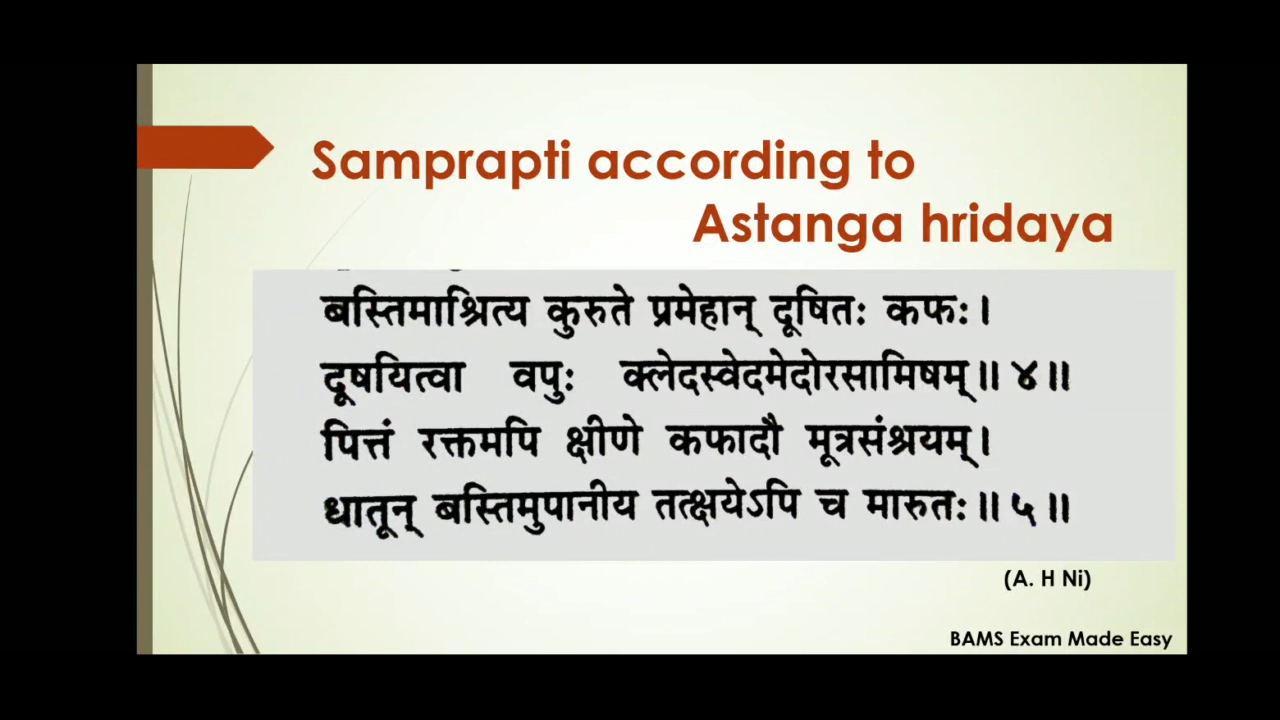 Samprapti according to
Astanga hridaya
बस्तिमाश्रित्य कुरुते प्रमेहान् दूषितः कफः।
दूषयित्वा वपुः क्लेदस्वेदमेदोरसामिषम्॥४॥
पित्तं रक्तमपि क्षीणे कफादौ मूत्रसंश्रयम्।
धातून् बस्तिमुपानीय तत्क्षयेऽपि च मारुतः॥५॥
(A. H Ni)
BAMS Exam Made Easy